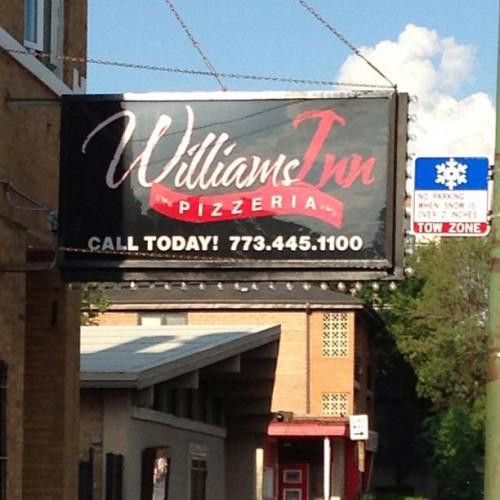 Williams Inn
PIZZERIA
CALL TODAY! 773.445.1100
NO PARKING
WHEN SNOW IS
OVER 2 INCHES
TOW ZONE